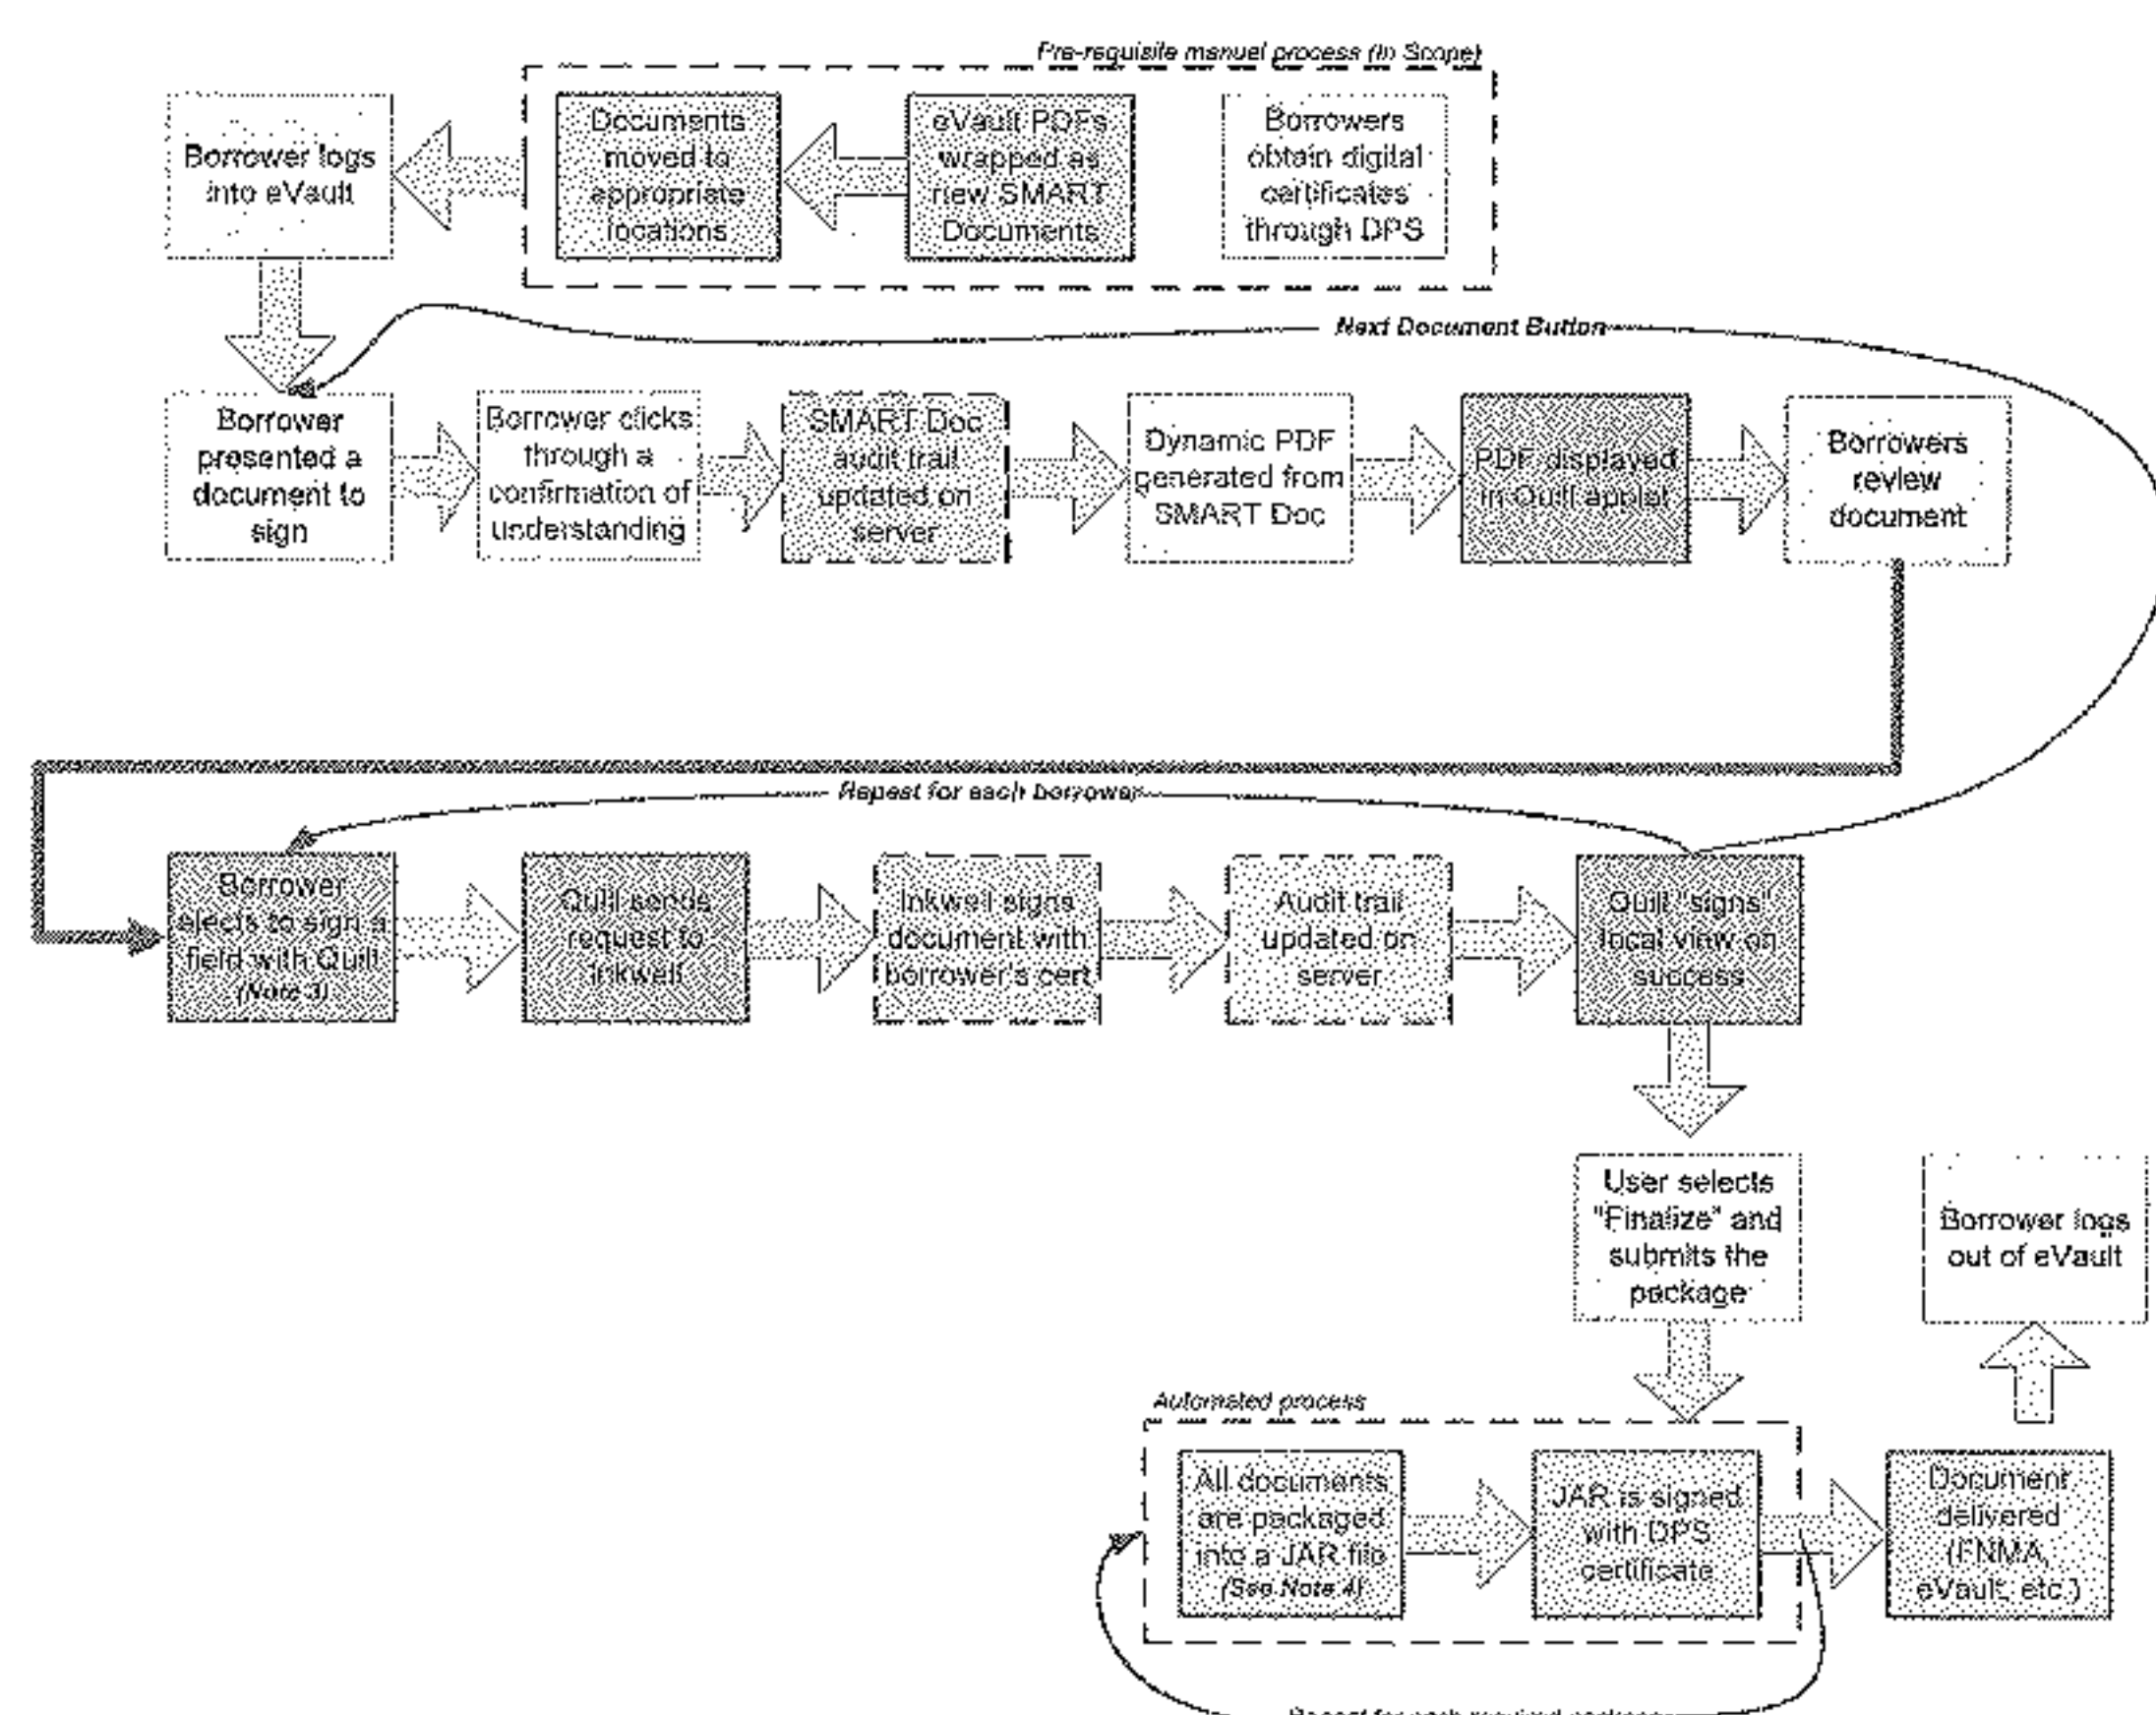 Pre-requisite manuel process (In Scope)
Borrower logs
into eVault
Documents
moved to
appropriate
locations
eVault PDFs
wrapped as
new SMART
Documents
Borrowers
obtain digital
certificates
through DPS
Next Document Button
Borrower
presented a
document to
sign
Borrower clicks
through a
confirmation of
understanding
SMART Doc
audit trail
updated on
server
Dynamic PDF
generated from
SMART Doc
PDF displayed
in Quill applet
Borrowers
review
document
Repeat for each borrower
Borrower
elects to sign a
field with Quill
(Note 3)
Quill sends
request to
Inkwell
Inkwell signs
document with
borrower's cert
Audit trail
updated on
server
Quill "signs"
local view on
success
User selects
"Finalize" and
submits the
package
Borrower logs
out of eVault
Automated process
All documents
are packaged
into a JAR file
(See Note 4)
JAR is signed
with DPS
certificate
Document
delivered
(FNMA,
eVault, etc.)
Repeat for each required package